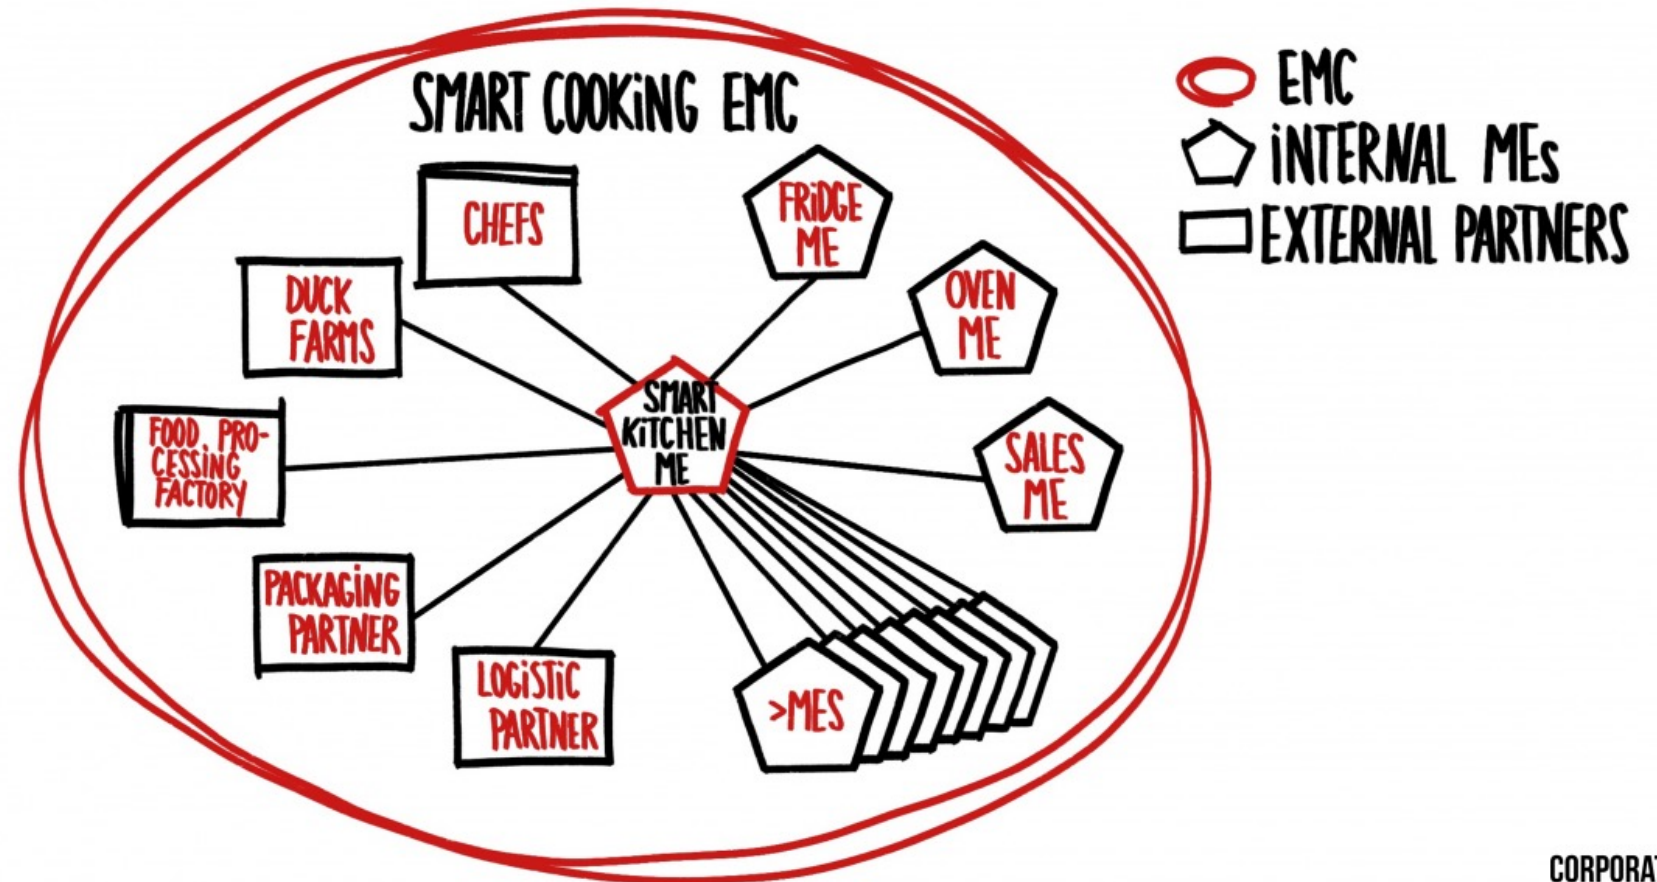 SMART COOKiNG EMC
CHEFS
FRiDGE
ME
DUCK
FARMS
OVEN
ME
SMART
KiTCHEN
ME
FOOD PRO-
CESSiNG
FACTORY
SALES
ME
PACKAGiNG
PARTNER
LOGiSTiC
PARTNER
>MES
EMC
iNTERNAL MEs
EXTERNAL PARTNERS
CORPORAT